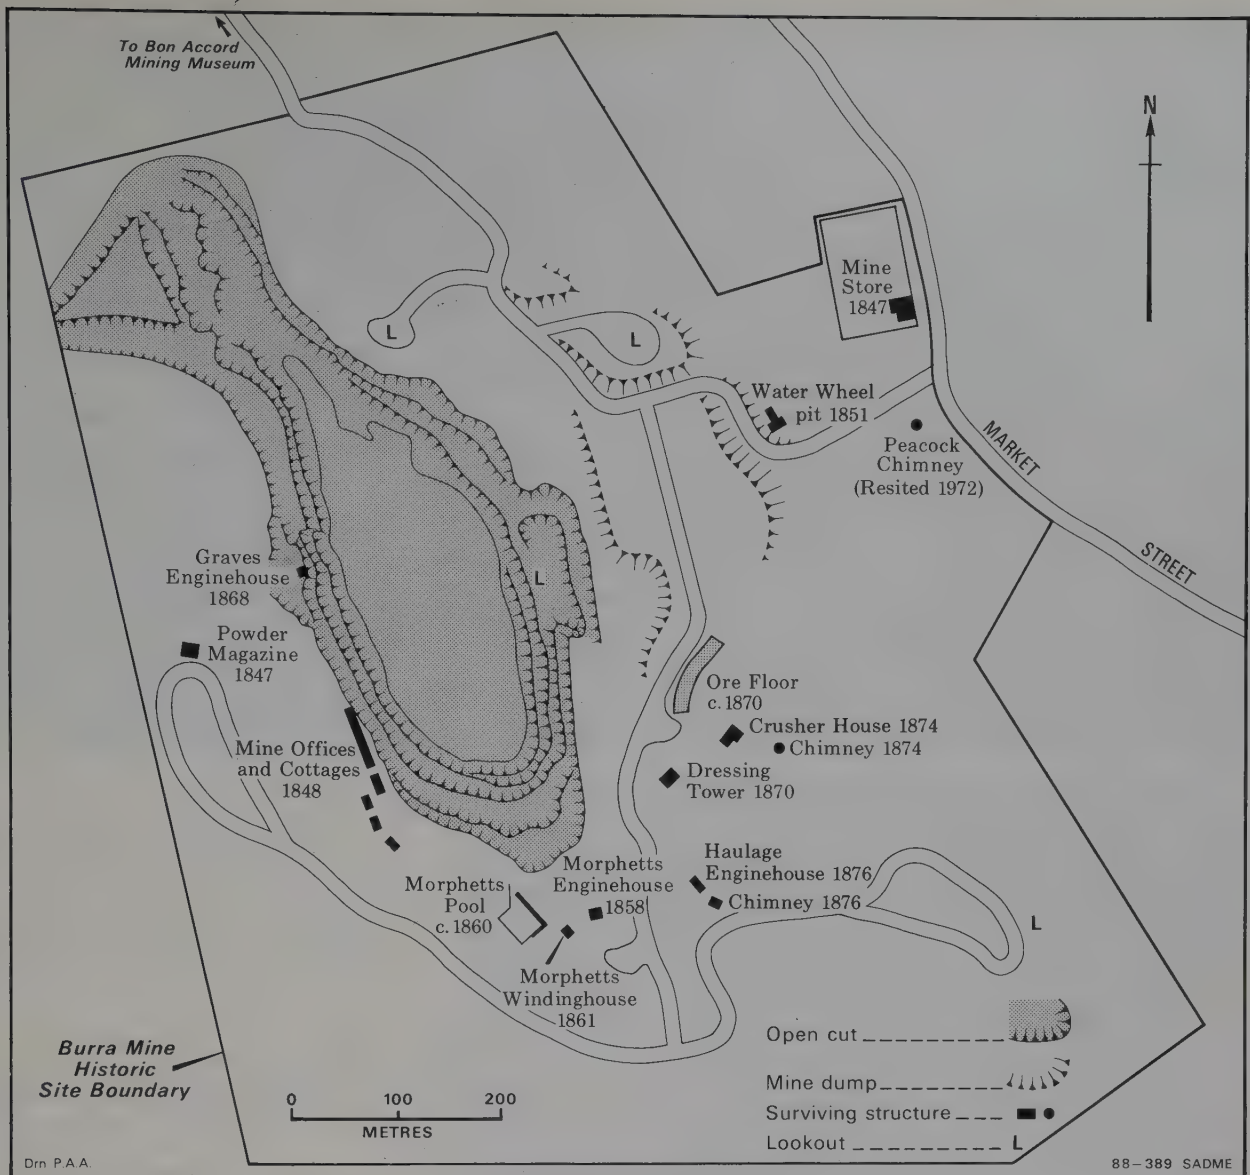 To Bon Accord
Mining Museum
N
Mine
Store
1847
L
L
Water Wheel
pit 1851
Peacock
Chimney
(Resited 1972)
MARKET
STREET
Graves
Enginehouse
1868
L
Powder
Magazine
1847
Ore Floor
c.1870
Crusher House 1874
Chimney 1874
Mine Offices
and Cottages
1848
Dressing
Tower 1870
Haulage
Enginehouse 1876
Chimney 1876
Morphetts
Enginehouse
1858
Morphetts
Pool
c.1860
L
Morphetts
Windinghouse
1861
Burra Mine
Historic
Site Boundary
0 100 200
METRES
Open cut
Mine dump
Surviving structure
Lookout L
Drn P.A.A.
88–389 SADME